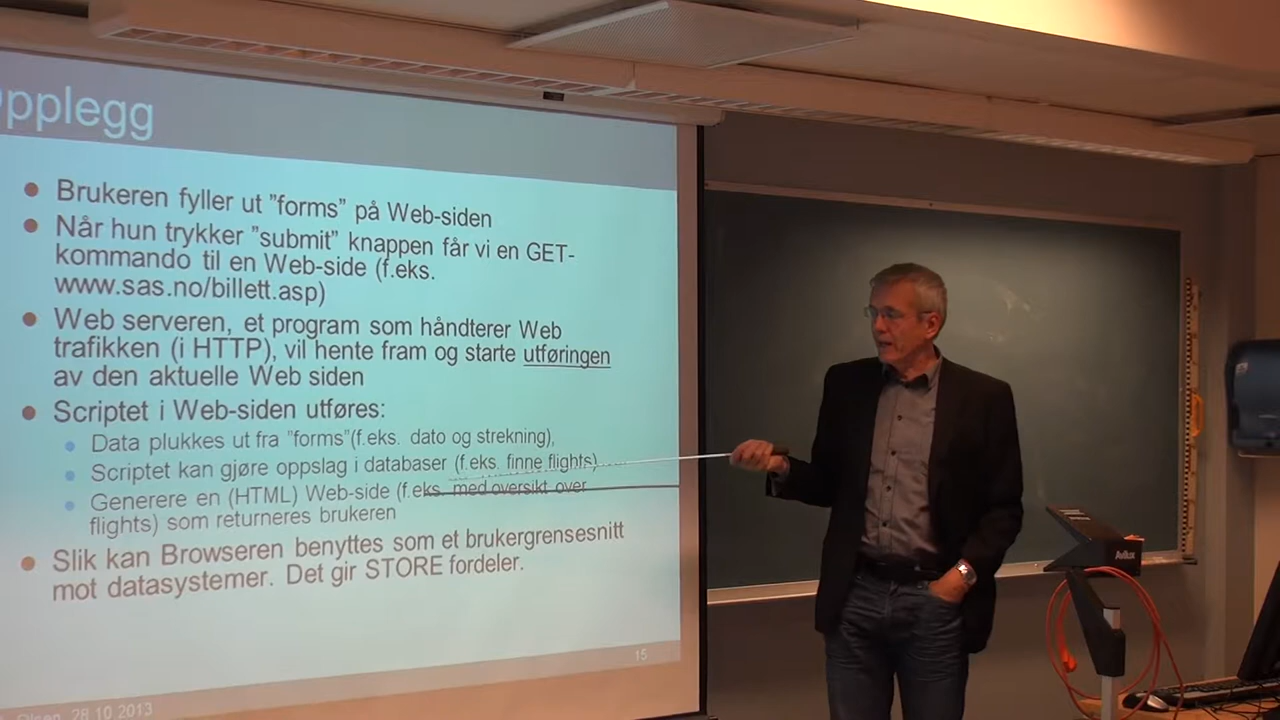 Opplegg
Brukeren fyller ut ”forms” på Web-siden
Når hun trykker ”submit” knappen får vi en GET-
kommando til en Web-side (f.eks.
www.sas.no/billett.asp)
Web serveren, et program som håndterer Web
trafikken (i HTTP), vil hente fram og starte utføringen
av den aktuelle Web siden
Scriptet i Web-siden utføres:
Data plukkes ut fra ”forms”(f.eks. dato og strekning),
Scriptet kan gjøre oppslag i databaser (f.eks. finne flights)
Generere en (HTML) Web-side (f.eks. med oversikt over
flights) som returneres brukeren
Slik kan Browseren benyttes som et brukergrensesnitt
mot datasystemer. Det gir STORE fordeler.
15
Olsen, 28.10.2013
Avlux